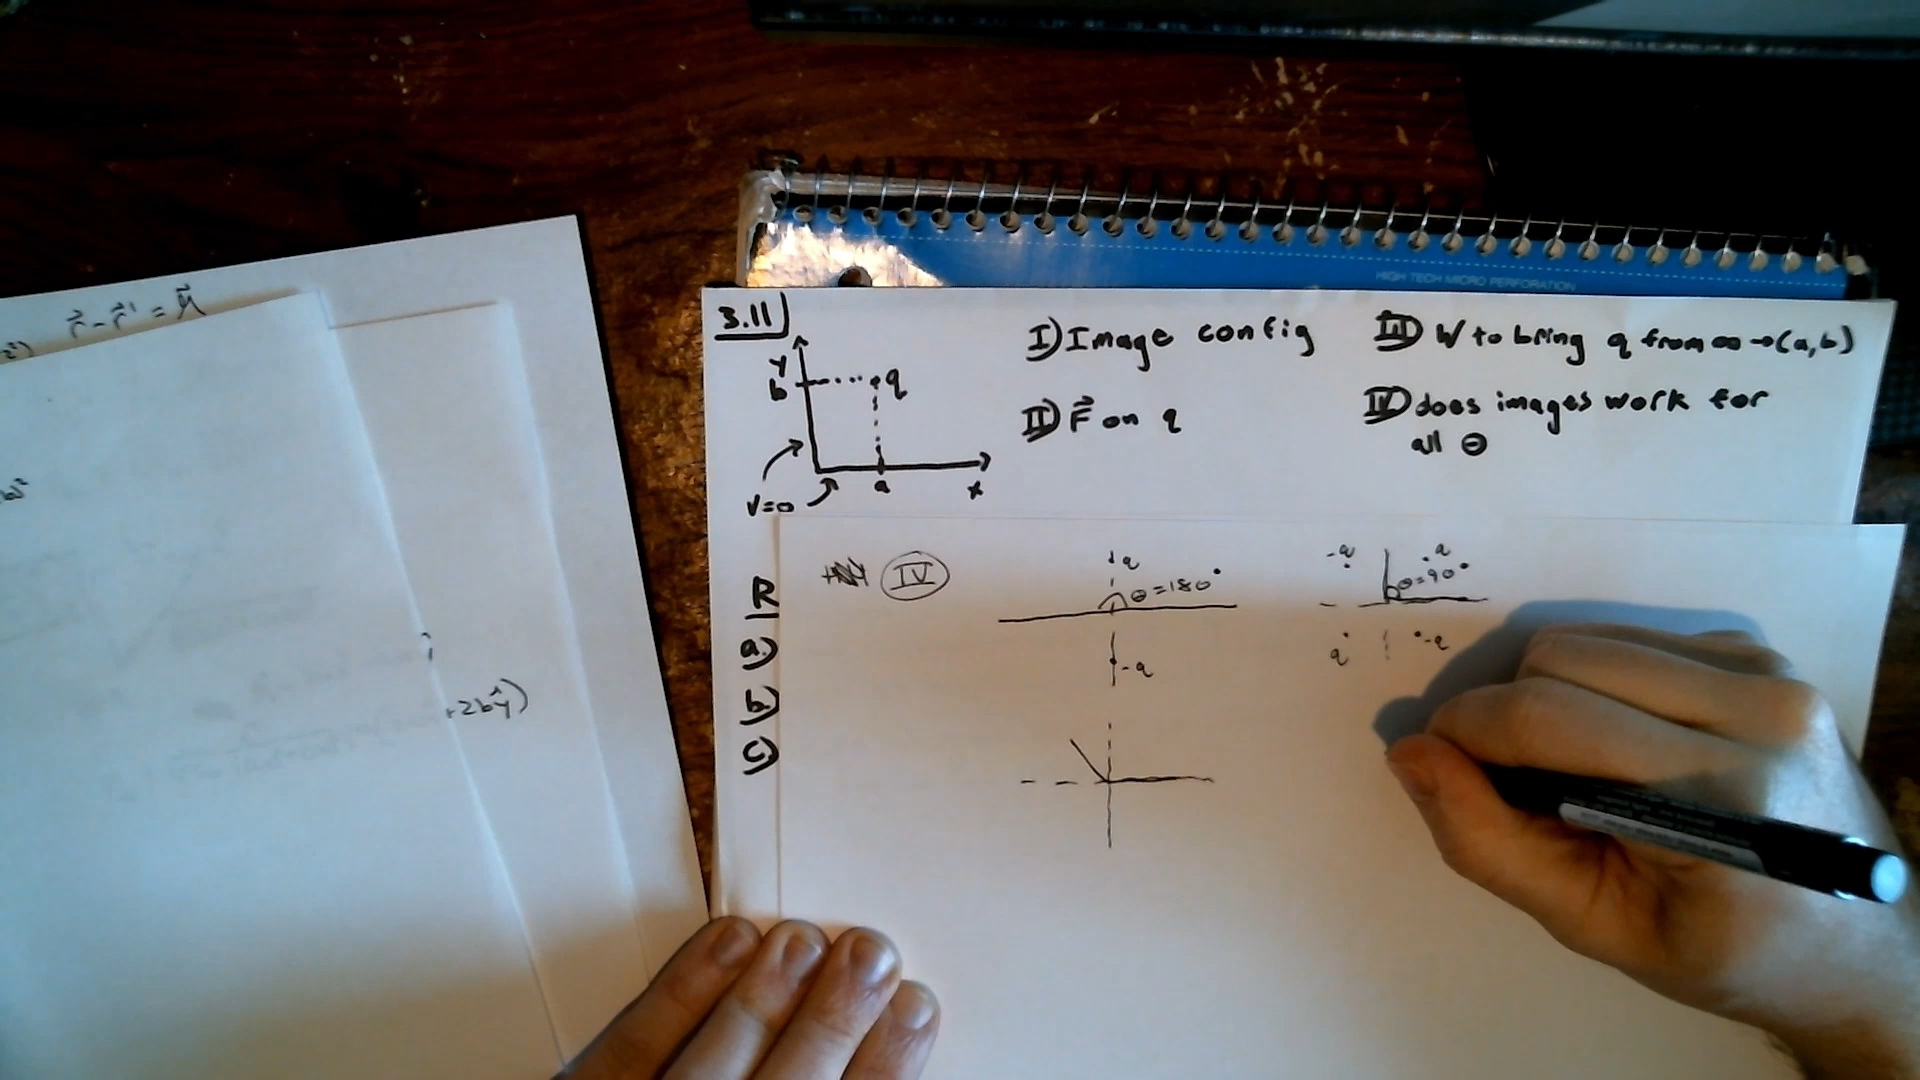 HIGH TECH MICRO PERFORATION
r⃗ - r⃗' = 
+2bŷ)
3.11
I) Image config
II) F⃗ on q
III) W to bring q from ∞→(a,b)
IV) does images work for
all Θ
y
b
q
a
x
V=0
R
a)
b)
c)
IV
q
Θ=180°
-q
-q
q
Θ=90°
q
-q